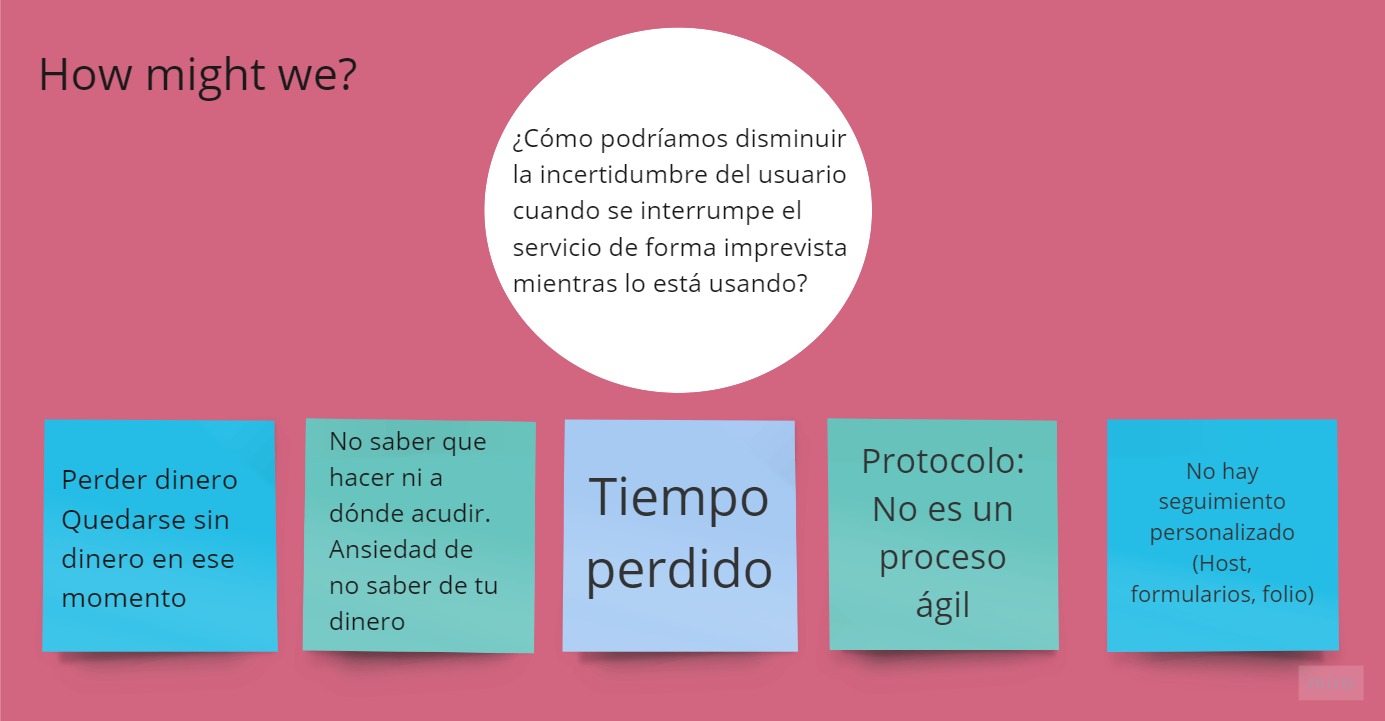 How might we?
¿Cómo podríamos disminuir
la incertidumbre del usuario
cuando se interrumpe el
servicio de forma imprevista
mientras lo está usando?
Perder dinero
Quedarse sin
dinero en ese
momento
No saber que
hacer ni a
dónde acudir.
Ansiedad de
no saber de tu
dinero
Tiempo
perdido
Protocolo:
No es un
proceso
ágil
No hay
seguimiento
personalizado
(Host,
formularios, folio)